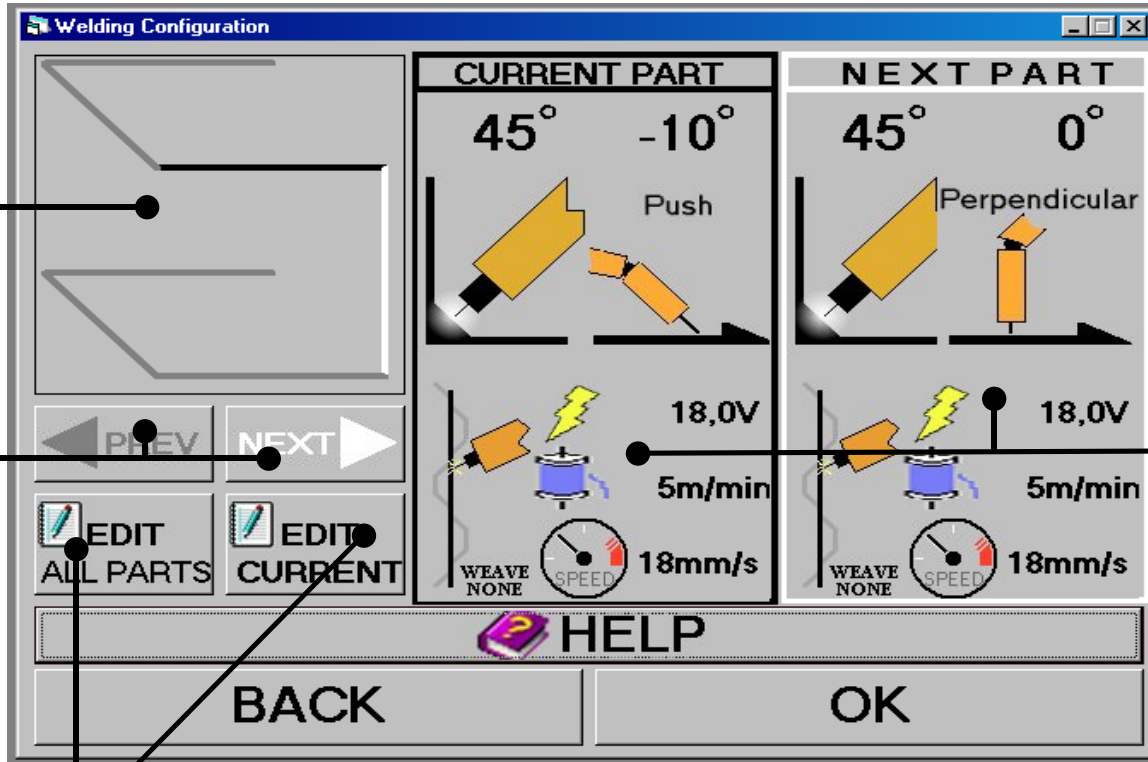 Welding Configuration
CURRENT PART
NEXT PART
45° -10°
45° 0°
Push
Perpendicular
PREV
NEXT
18,0V
18,0V
5m/min
5m/min
EDIT
ALL PARTS
EDIT
CURRENT
WEAVE
NONE
SPEED
18mm/s
WEAVE
NONE
SPEED
18mm/s
HELP
BACK
OK